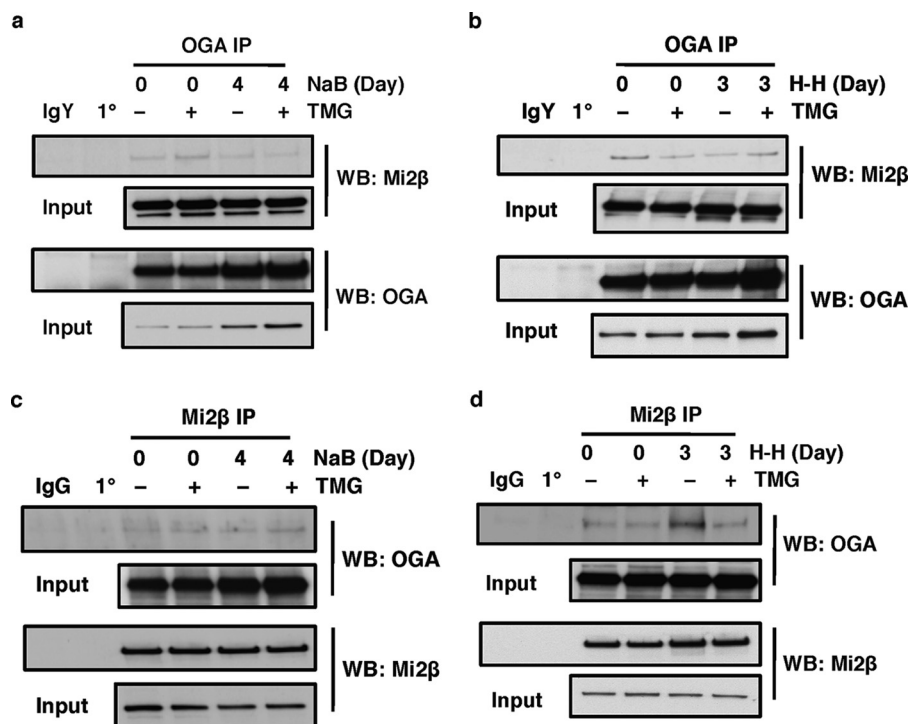 a
OGA IP
0 0 4 4 NaB (Day)
IgY 1° – + – + TMG
WB: Mi2β
Input
WB: OGA
Input
b
OGA IP
0 0 3 3 H-H (Day)
IgY 1° – + – + TMG
WB: Mi2β
Input
WB: OGA
Input
c
Mi2β IP
0 0 4 4 NaB (Day)
IgG 1° – + – + TMG
WB: OGA
Input
WB: Mi2β
Input
d
Mi2β IP
0 0 3 3 H-H (Day)
IgG 1° – + – + TMG
WB: OGA
Input
WB: Mi2β
Input